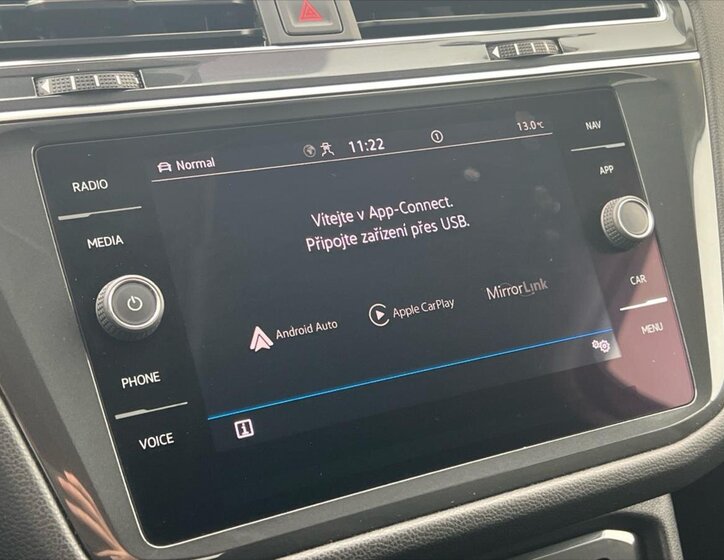 Normal
11:22
1
13.0°C
NAV
RADIO
APP
MEDIA
Vítejte v App-Connect.
Připojte zařízení přes USB.
Android Auto
Apple CarPlay
MirrorLink
CAR
MENU
PHONE
VOICE
i